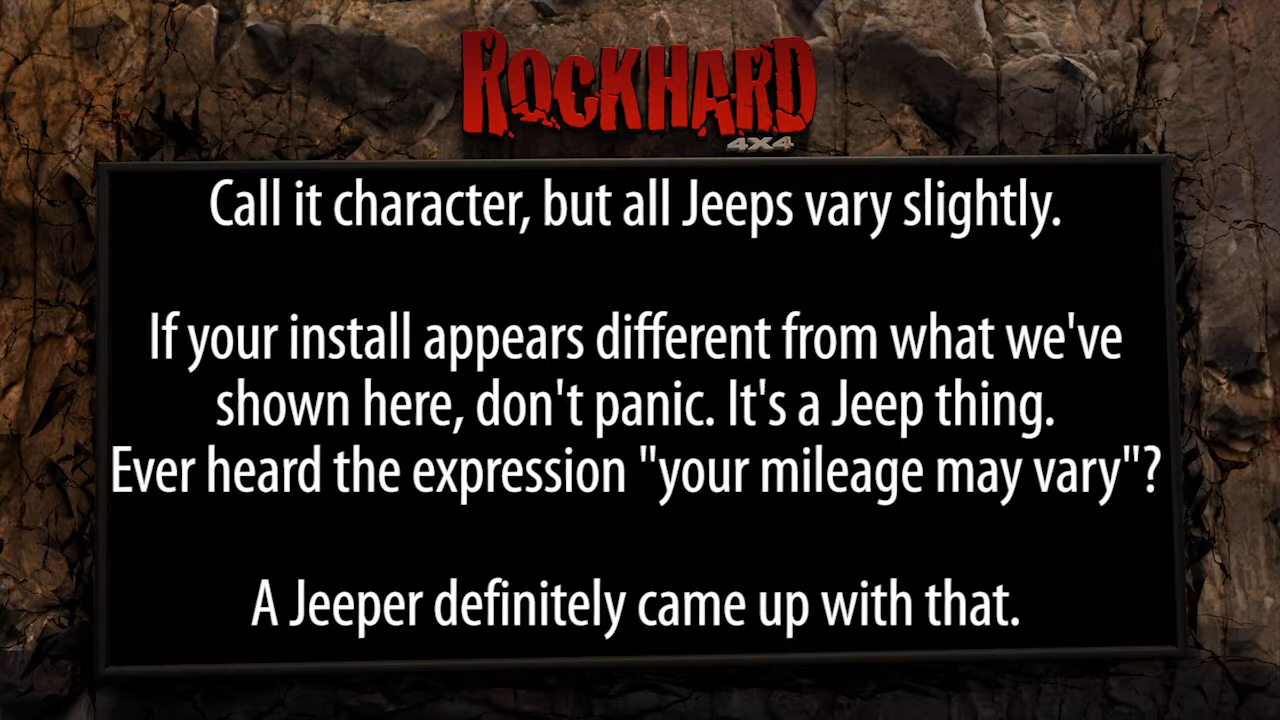 ROCKHARD
4X4
Call it character, but all Jeeps vary slightly.
If your install appears different from what we've
shown here, don't panic. It's a Jeep thing.
Ever heard the expression "your mileage may vary"?
A Jeeper definitely came up with that.